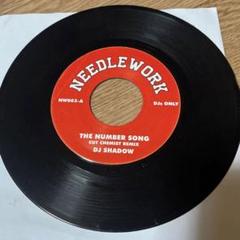 NEEDLEWORK
NW003-A
DJs ONLY
THE NUMBER SONG
CUT CHEMIST REMIX
DJ SHADOW